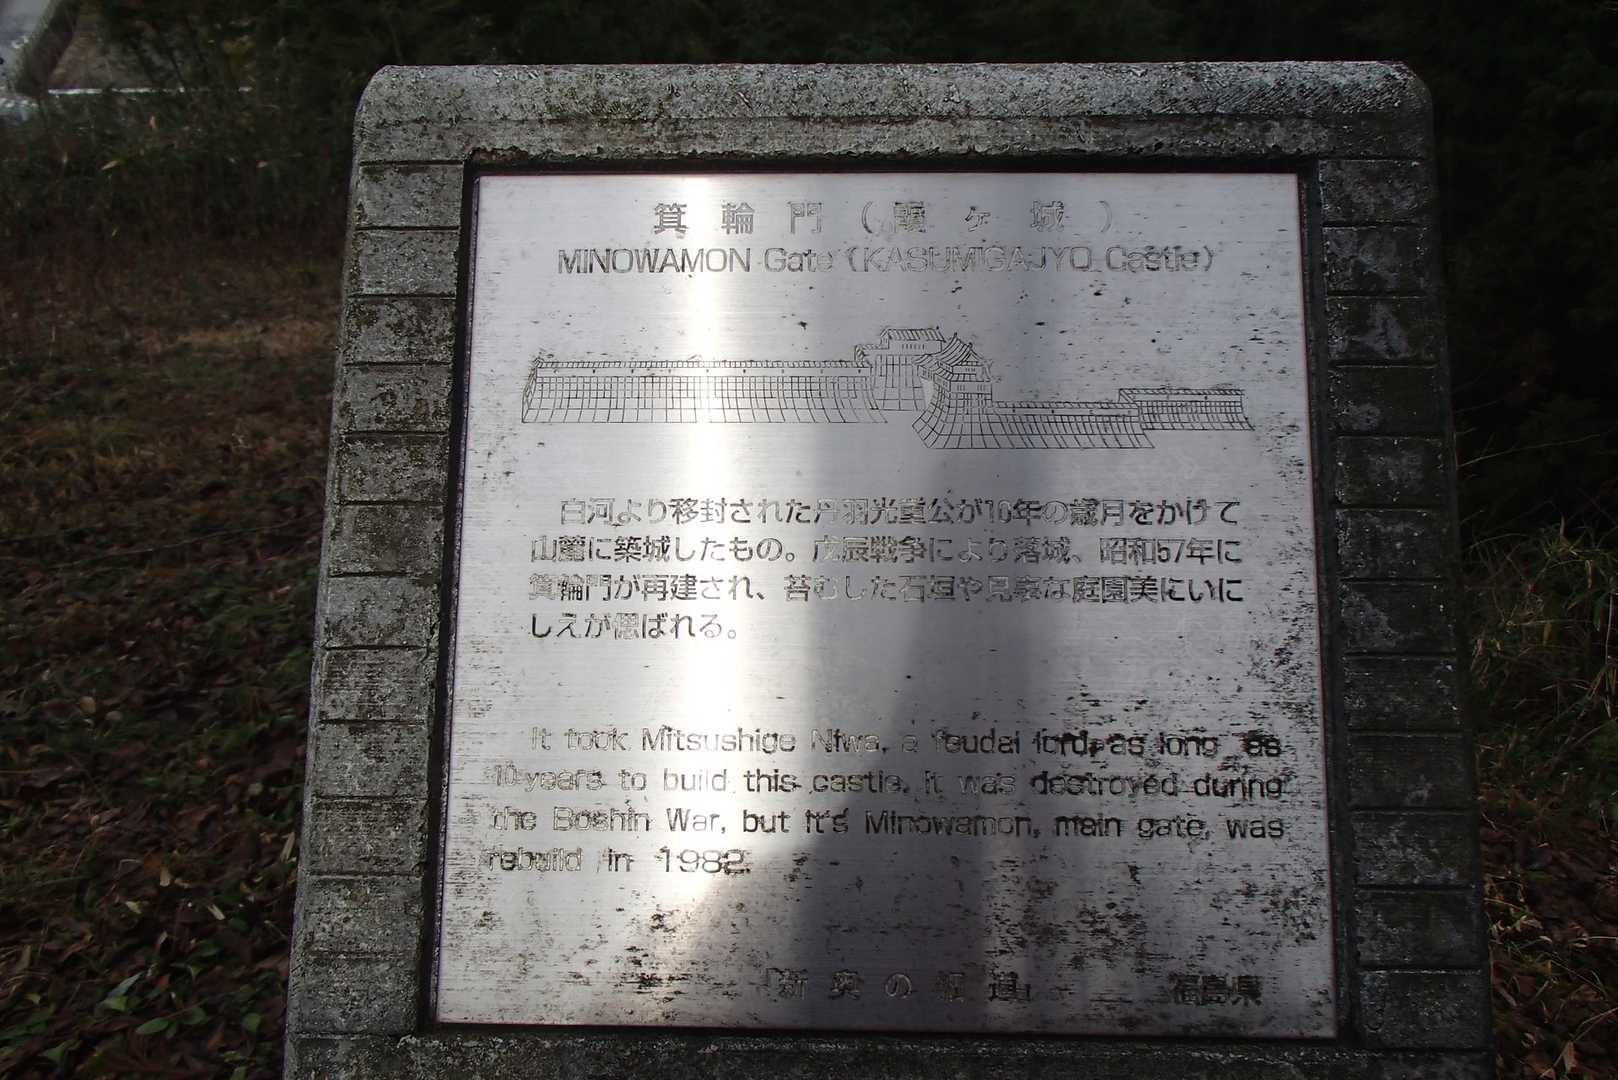 箕輪門（霞ヶ城）
MINOWAMON Gate (KASUMIGAJYO Castle)
白河より移封された丹羽光重公が10年の歳月をかけて
山麓に築城したもの。戊辰戦争により落城、昭和57年に
箕輪門が再建され、苔むした石垣や見事な庭園美にいに
しえが偲ばれる。
It took Mitsushige Niwa, a feudal lord, as long as
10 years to build this castle. It was destroyed during
the Boshin War, but it's Minowamon, main gate, was
rebuild in 1982.
「新奥の細道」 福島県